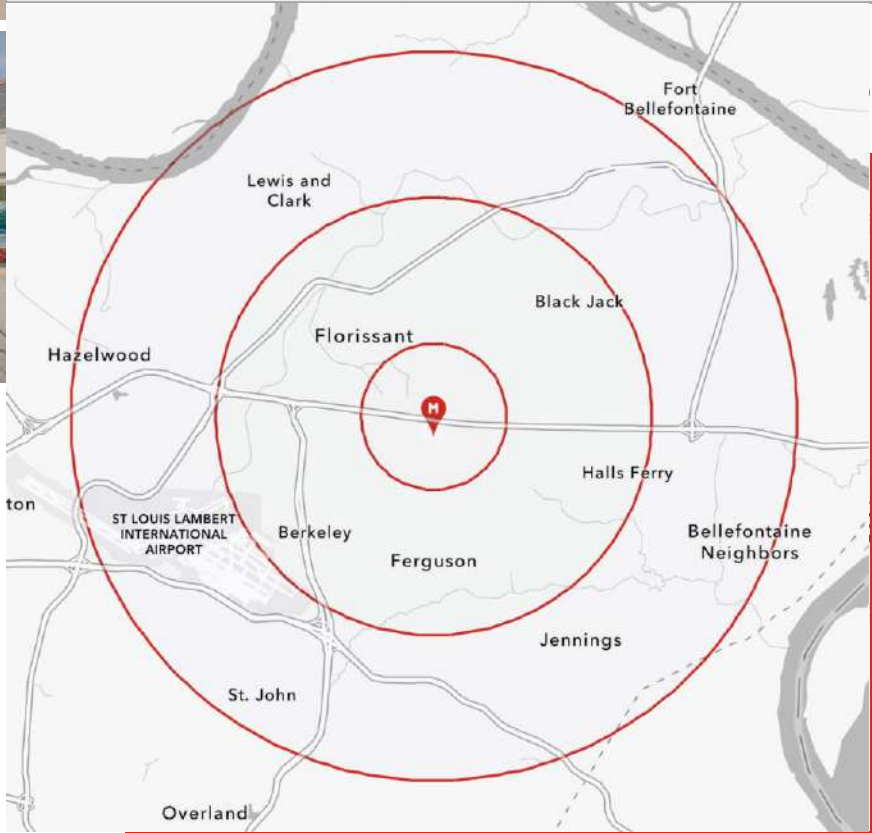 Fort
Bellefontaine
Lewis and
Clark
Black Jack
Florissant
Hazelwood
M
Halls Ferry
ton
ST LOUIS LAMBERT
INTERNATIONAL
AIRPORT
Berkeley
Bellefontaine
Neighbors
Ferguson
Jennings
St. John
Overland